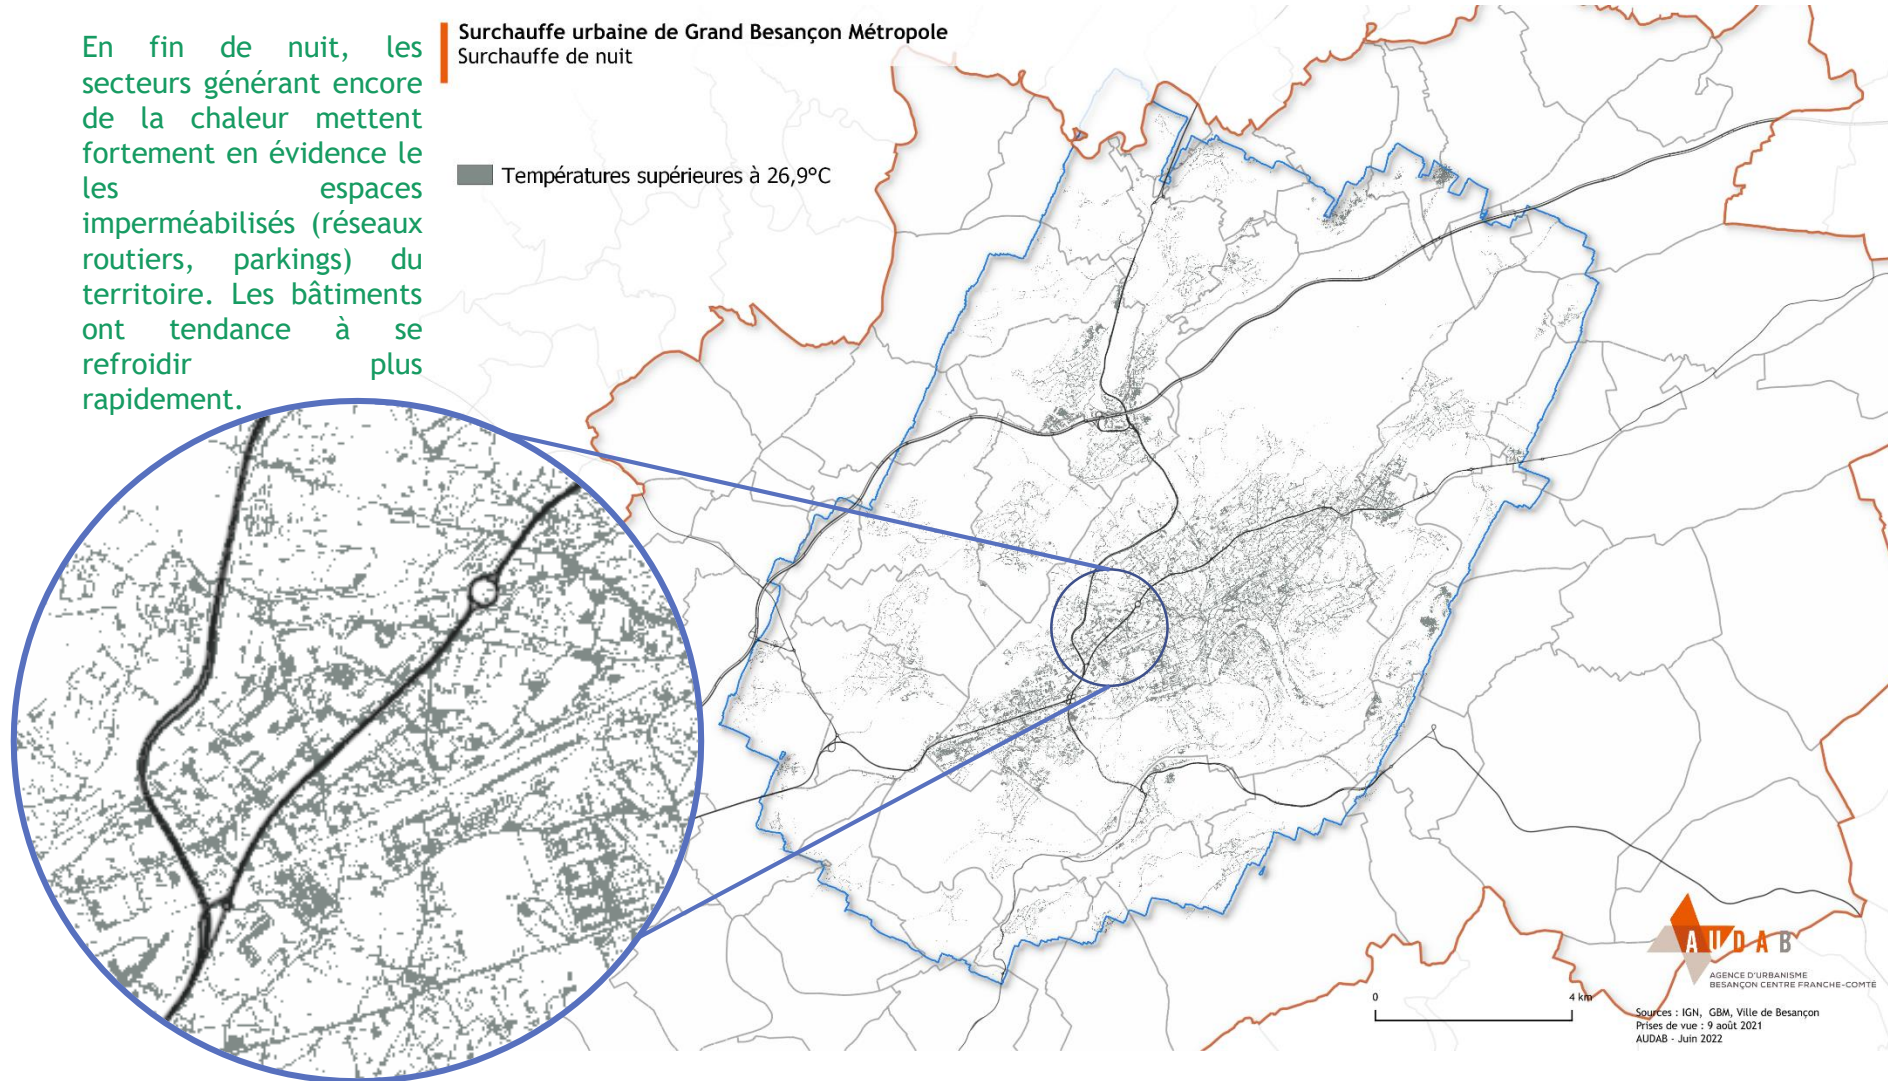 En fin de nuit, les
secteurs générant encore
de la chaleur mettent
fortement en évidence le
les espaces
imperméabilisés (réseaux
routiers, parkings) du
territoire. Les bâtiments
ont tendance à se
refroidir plus
rapidement.
Surchauffe urbaine de Grand Besançon Métropole
Surchauffe de nuit
Températures supérieures à 26,9°C
0 4 km
AUDAB
AGENCE D'URBANISME
BESANÇON CENTRE FRANCHE-COMTÉ
Sources : IGN, GBM, Ville de Besançon
Prises de vue : 9 août 2021
AUDAB - Juin 2022